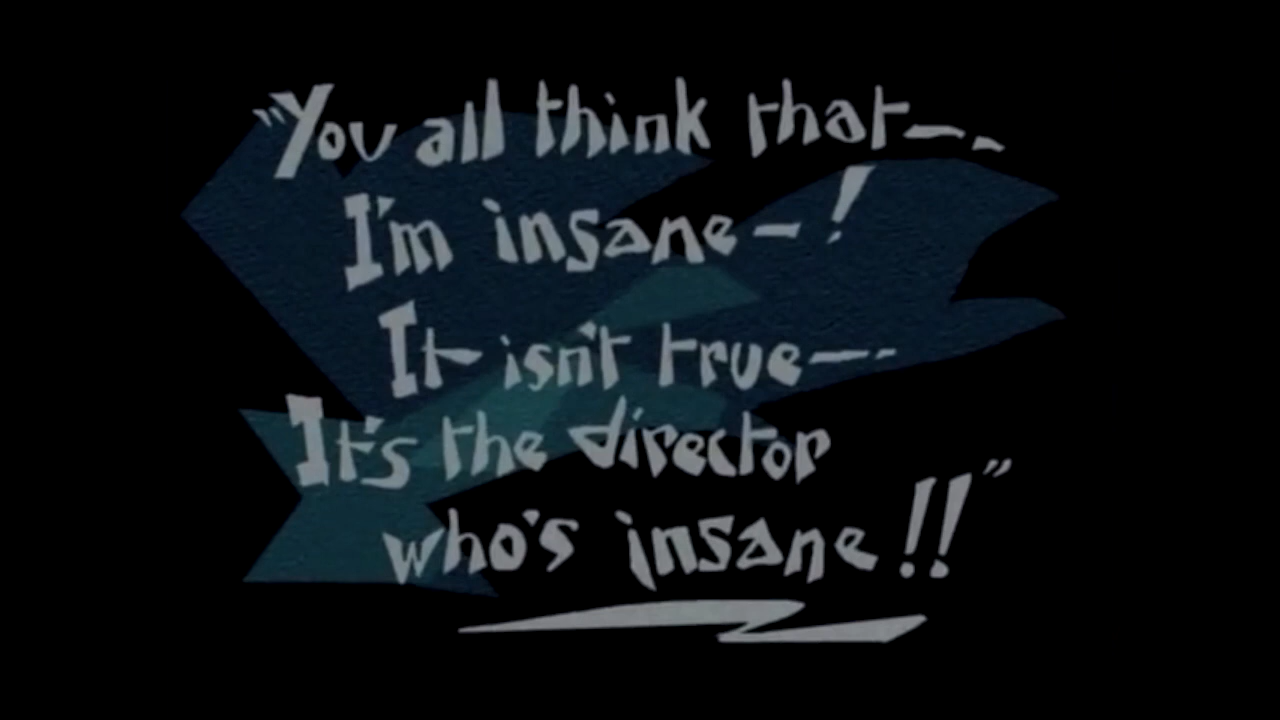 "You all think that—-
I'm insane—!
It isn't true—-
It's the director
who's insane!!"